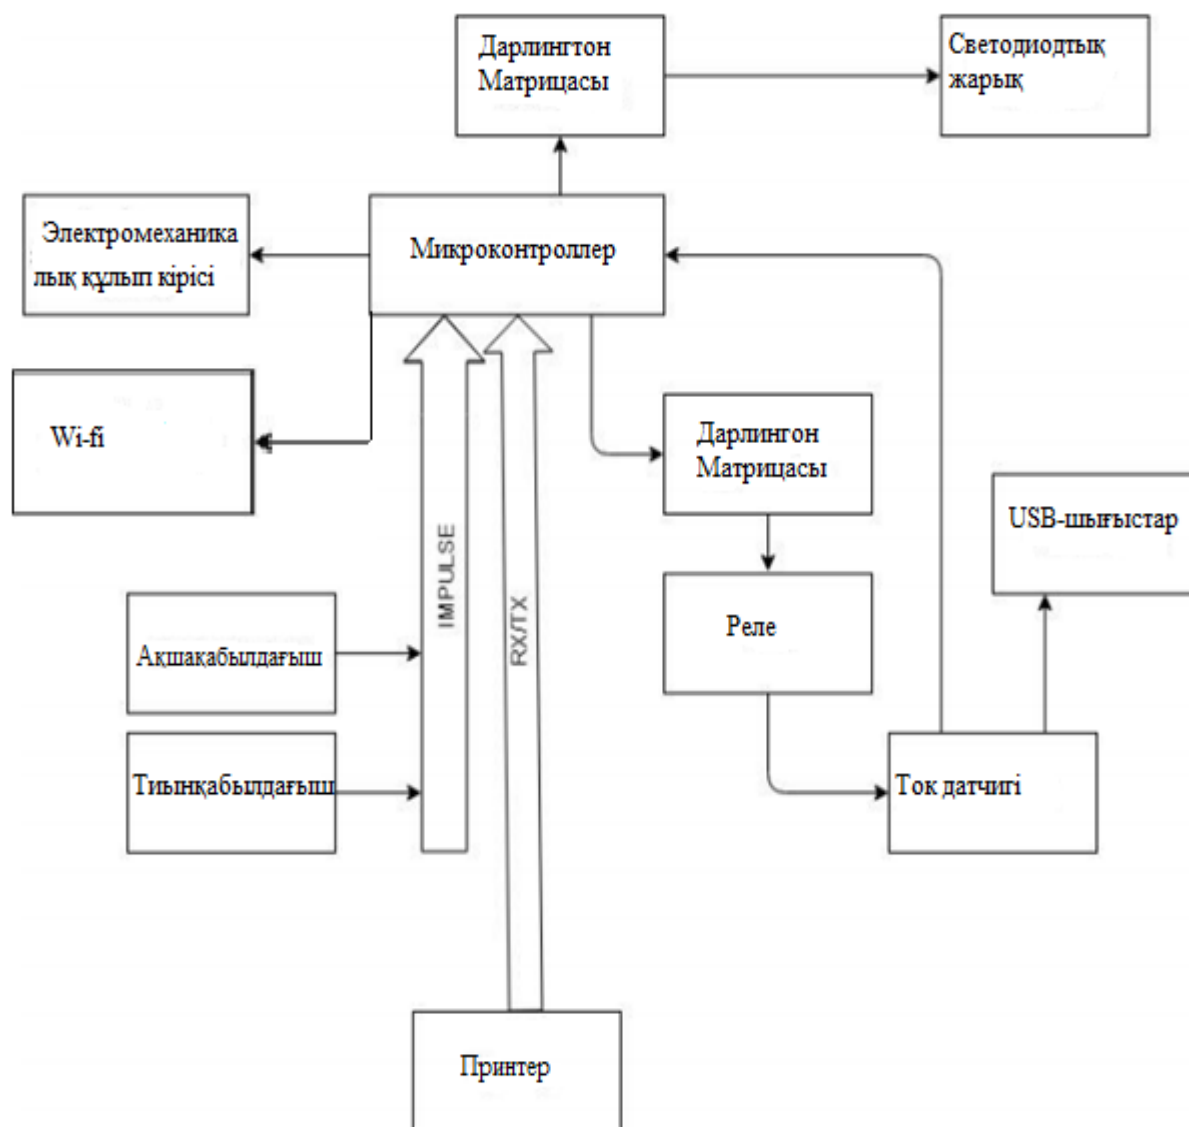 Дарлингтон
Матрицасы
Светодиодтық
жарық
Электромеханика
лық құлып кірісі
Микроконтроллер
Wi-fi
Дарлингон
Матрицасы
USB-шығыстар
IMPULSE
RX/TX
Реле
Ақшақабылдағыш
Тиынқабылдағыш
Ток датчигі
Принтер